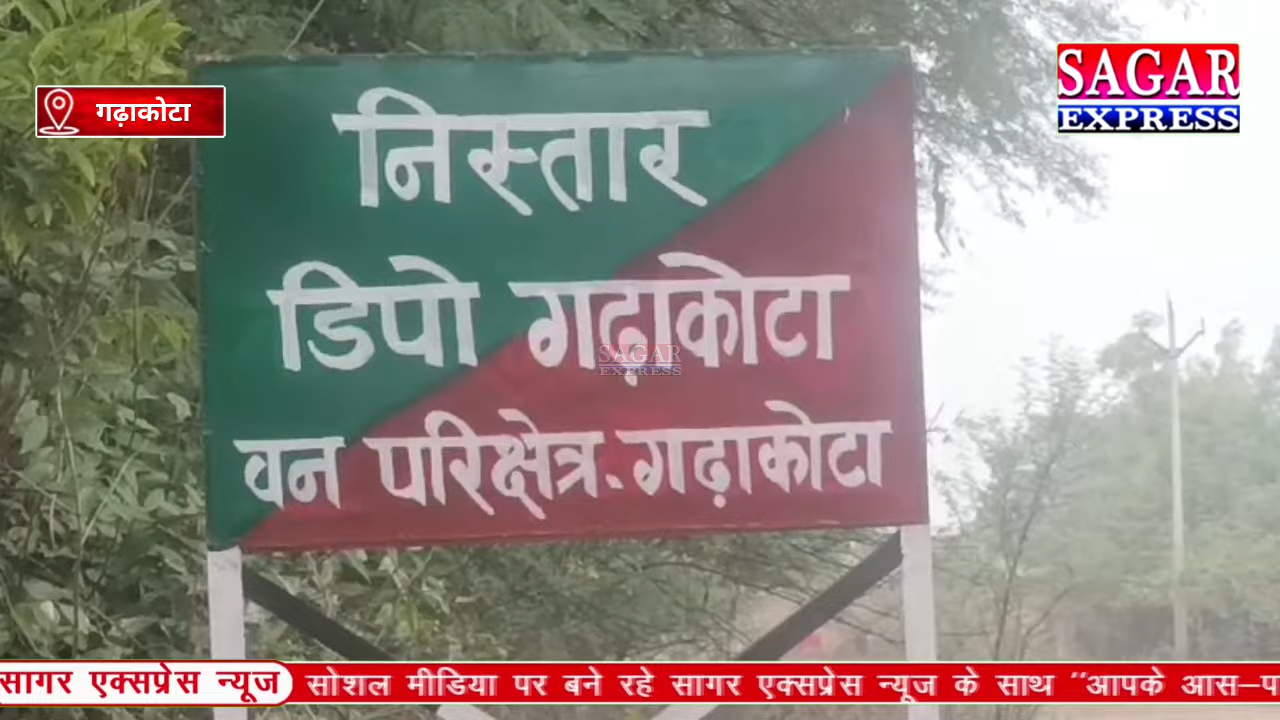 गढ़ाकोटा
SAGAR
EXPRESS
निस्तार
डिपो गढ़ाकोटा
SAGAR
EXPRESS
वन परिक्षेत्र.गढ़ाकोटा
सागर एक्सप्रेस न्यूज
सोशल मीडिया पर बने रहे सागर एक्सप्रेस न्यूज के साथ "आपके आस–